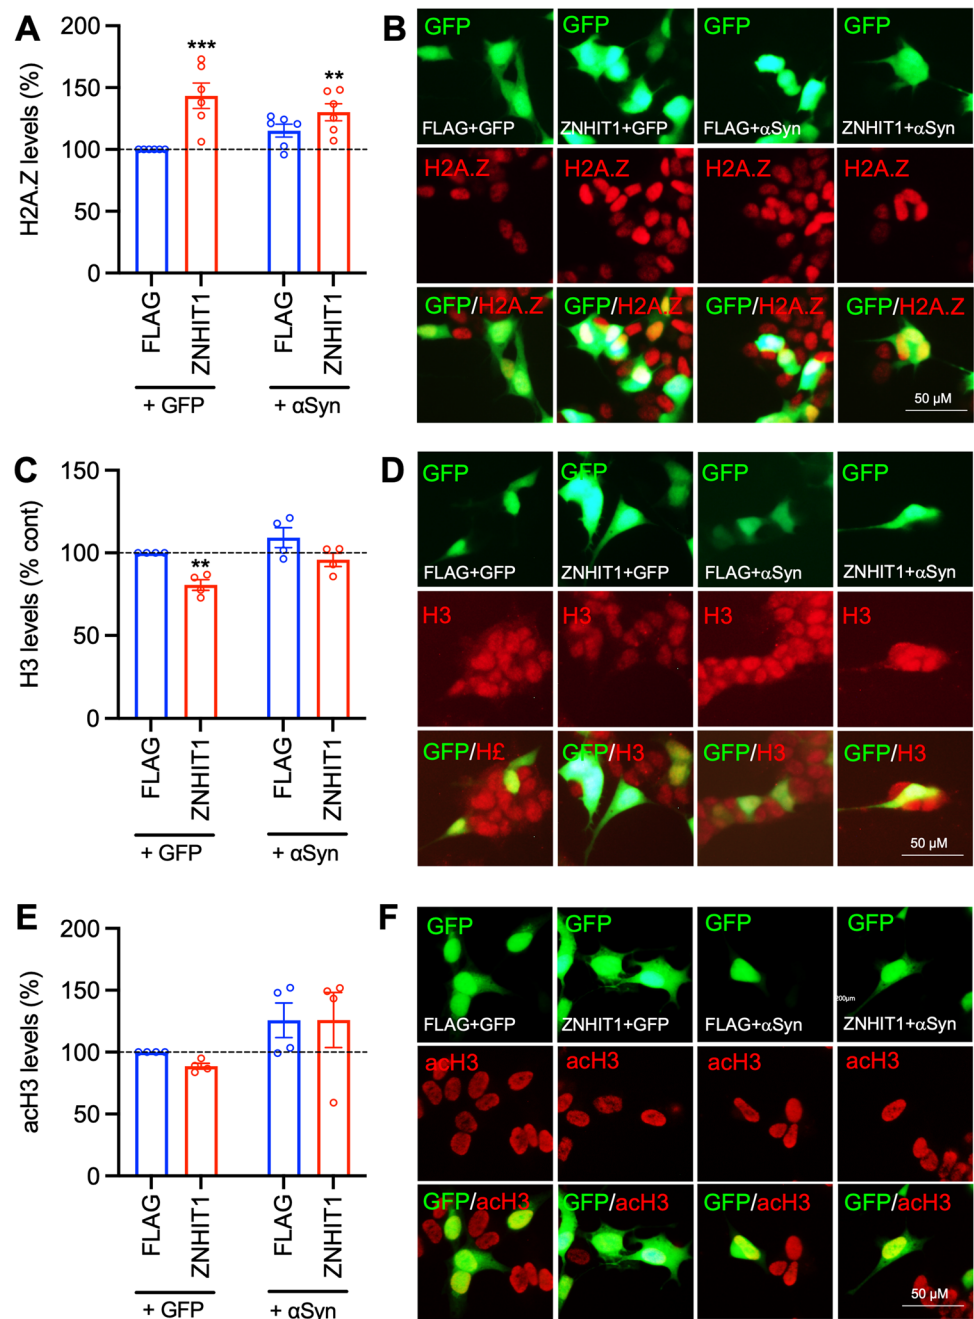 A
H2A.Z levels (%)
200
150
100
50
0
***
**
FLAG
ZNHIT1
FLAG
ZNHIT1
+ GFP
+ αSyn
B
GFP
GFP
GFP
GFP
FLAG+GFP
ZNHIT1+GFP
FLAG+αSyn
ZNHIT1+αSyn
H2A.Z
H2A.Z
H2A.Z
H2A.Z
GFP/H2A.Z
GFP/H2A.Z
GFP/H2A.Z
GFP/H2A.Z
50 µM
C
H3 levels (% cont)
150
100
50
0
**
FLAG
ZNHIT1
FLAG
ZNHIT1
+ GFP
+ αSyn
D
GFP
GFP
GFP
GFP
FLAG+GFP
ZNHIT1+GFP
FLAG+αSyn
ZNHIT1+αSyn
H3
H3
H3
H3
GFP/H£
GFP/H3
GFP/H3
GFP/H3
50 µM
E
acH3 levels (%)
200
150
100
50
0
FLAG
ZNHIT1
FLAG
ZNHIT1
+ GFP
+ αSyn
F
GFP
GFP
GFP
GFP
200µm
FLAG+GFP
ZNHIT1+GFP
FLAG+αSyn
ZNHIT1+αSyn
acH3
acH3
acH3
acH3
GFP/acH3
GFP/acH3
GFP/acH3
GFP/acH3
50 µM